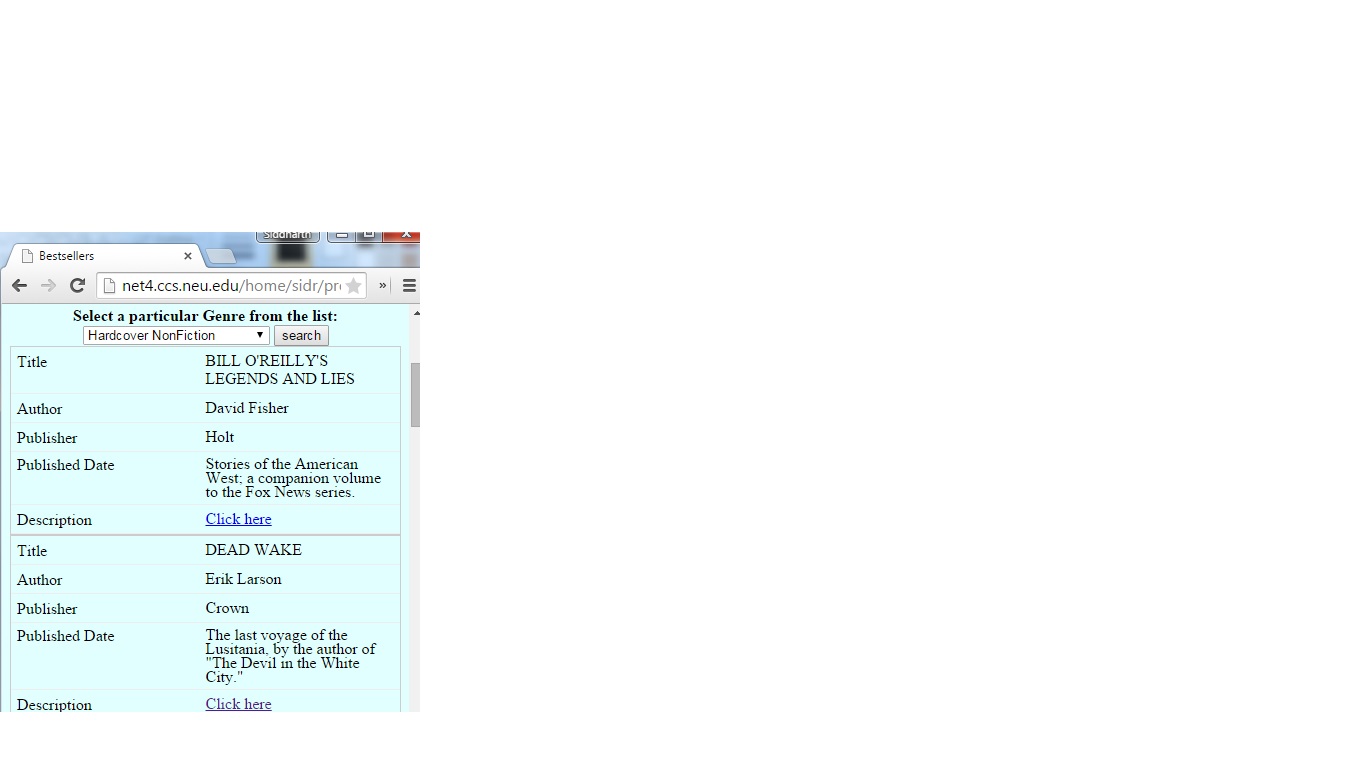 Siddharth
Bestsellers
net4.ccs.neu.edu/home/sidr/pr
Select a particular Genre from the list:
Hardcover NonFiction search
Title BILL O'REILLY'S
LEGENDS AND LIES
Author David Fisher
Publisher Holt
Published Date Stories of the American
West; a companion volume
to the Fox News series.
Description Click here
Title DEAD WAKE
Author Erik Larson
Publisher Crown
Published Date The last voyage of the
Lusitania, by the author of
"The Devil in the White
City."
Description Click here